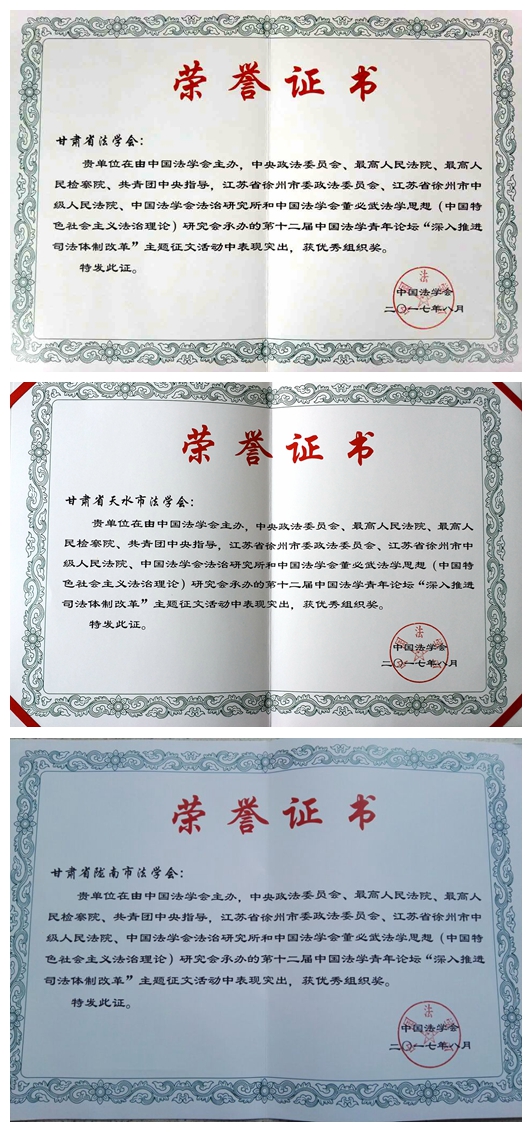 荣誉证书
甘肃省法学会：
贵单位在由中国法学会主办，中央政法委员会、最高人民法院、最高人
民检察院、共青团中央指导，江苏省徐州市委政法委员会、江苏省徐州市中
级人民法院、中国法学会法治研究所和中国法学会董必武法学思想（中国特
色社会主义法治理论）研究会承办的第十二届中国法学青年论坛“深入推进
司法体制改革”主题征文活动中表现突出，获优秀组织奖。
特发此证。
中国法学会
二〇一七年八月
荣誉证书
甘肃省天水市法学会：
贵单位在由中国法学会主办，中央政法委员会、最高人民法院、最高人
民检察院、共青团中央指导，江苏省徐州市委政法委员会、江苏省徐州市中
级人民法院、中国法学会法治研究所和中国法学会董必武法学思想（中国特
色社会主义法治理论）研究会承办的第十二届中国法学青年论坛“深入推进
司法体制改革”主题征文活动中表现突出，获优秀组织奖。
特发此证。
中国法学会
二〇一七年八月
荣誉证书
甘肃省陇南市法学会：
贵单位在由中国法学会主办，中央政法委员会、最高人民法院、最高人
民检察院、共青团中央指导，江苏省徐州市委政法委员会、江苏省徐州市中
级人民法院、中国法学会法治研究所和中国法学会董必武法学思想（中国特
色社会主义法治理论）研究会承办的第十二届中国法学青年论坛“深入推进
司法体制改革”主题征文活动中表现突出，获优秀组织奖。
特发此证。
中国法学会
二〇一七年八月